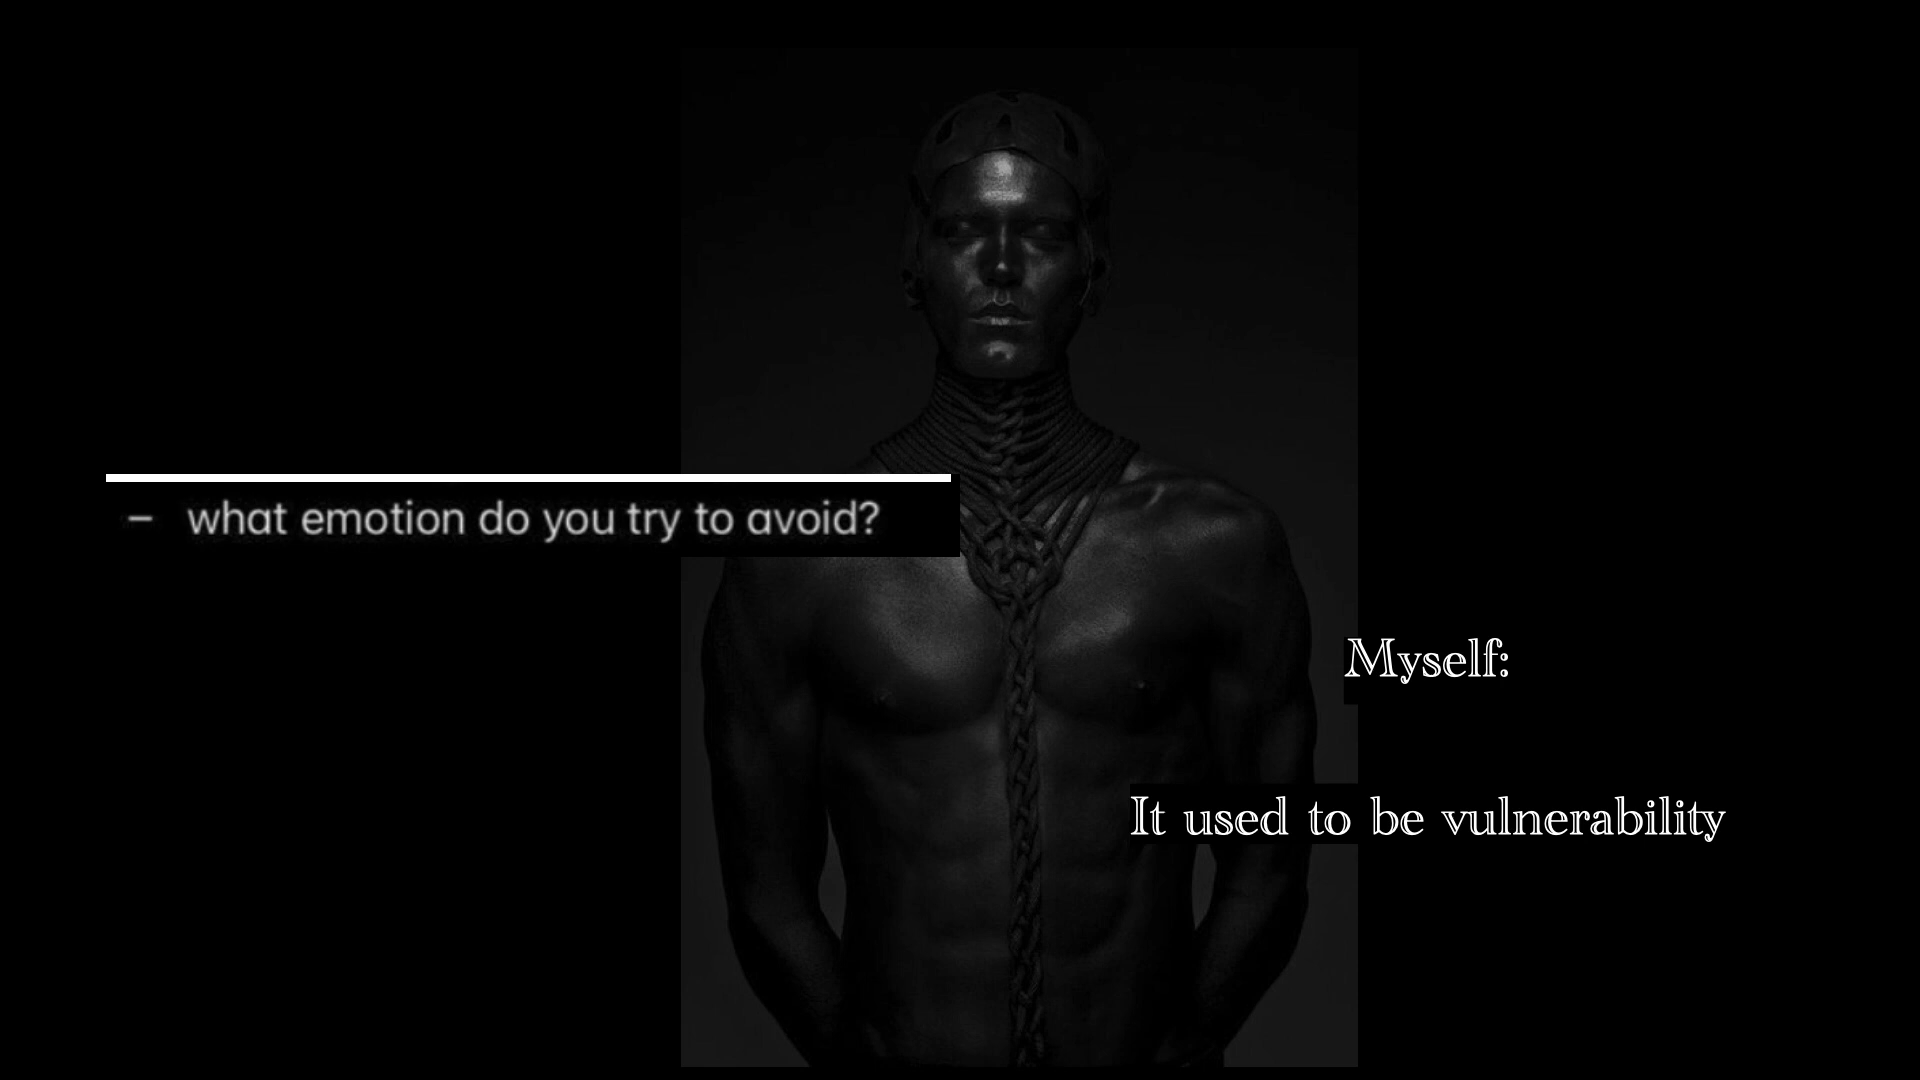 – what emotion do you try to avoid?
Myself:
It used to be vulnerability